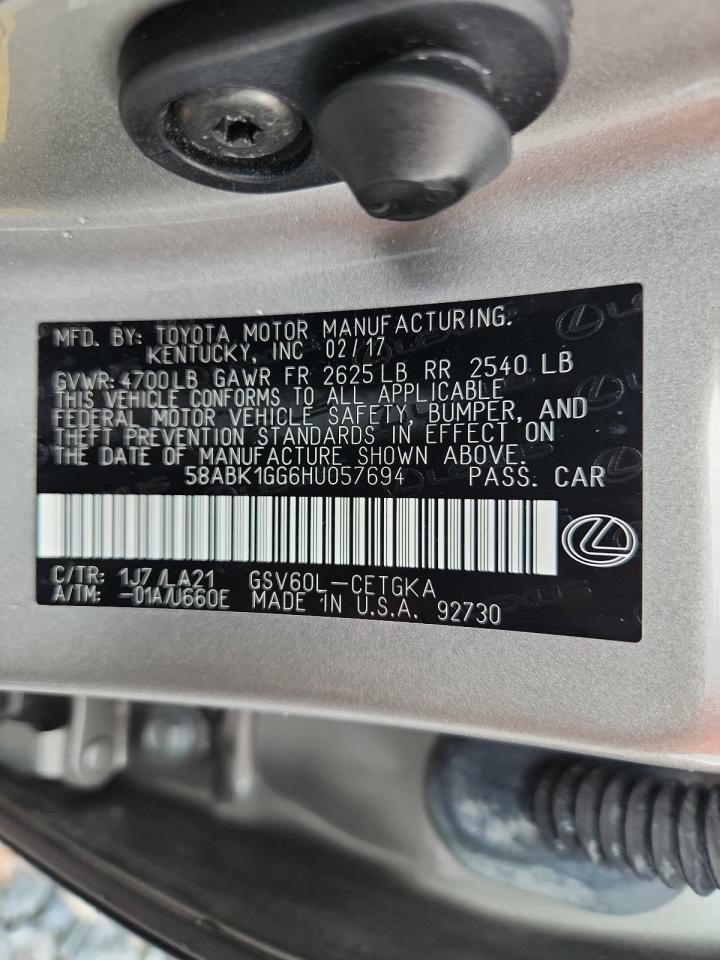 MFD. BY: TOYOTA MOTOR MANUFACTURING.
KENTUCKY, INC 02/17
GVWR: 4700 LB GAWR FR 2625 LB RR 2540 LB
THIS VEHICLE CONFORMS TO ALL APPLICABLE
FEDERAL MOTOR VEHICLE SAFETY, BUMPER, AND
THEFT PREVENTION STANDARDS IN EFFECT ON
THE DATE OF MANUFACTURE SHOWN ABOVE.
58ABK1GG6HU057694 PASS. CAR
C/TR: 1J7/LA21 GSV60L-CETGKA
A/TM: -01A/U660E MADE IN U.S.A. 92730